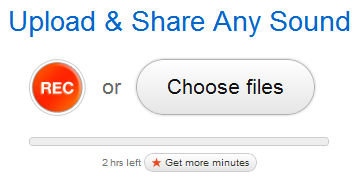 Upload & Share Any Sound
REC or Choose files
2 hrs left Get more minutes